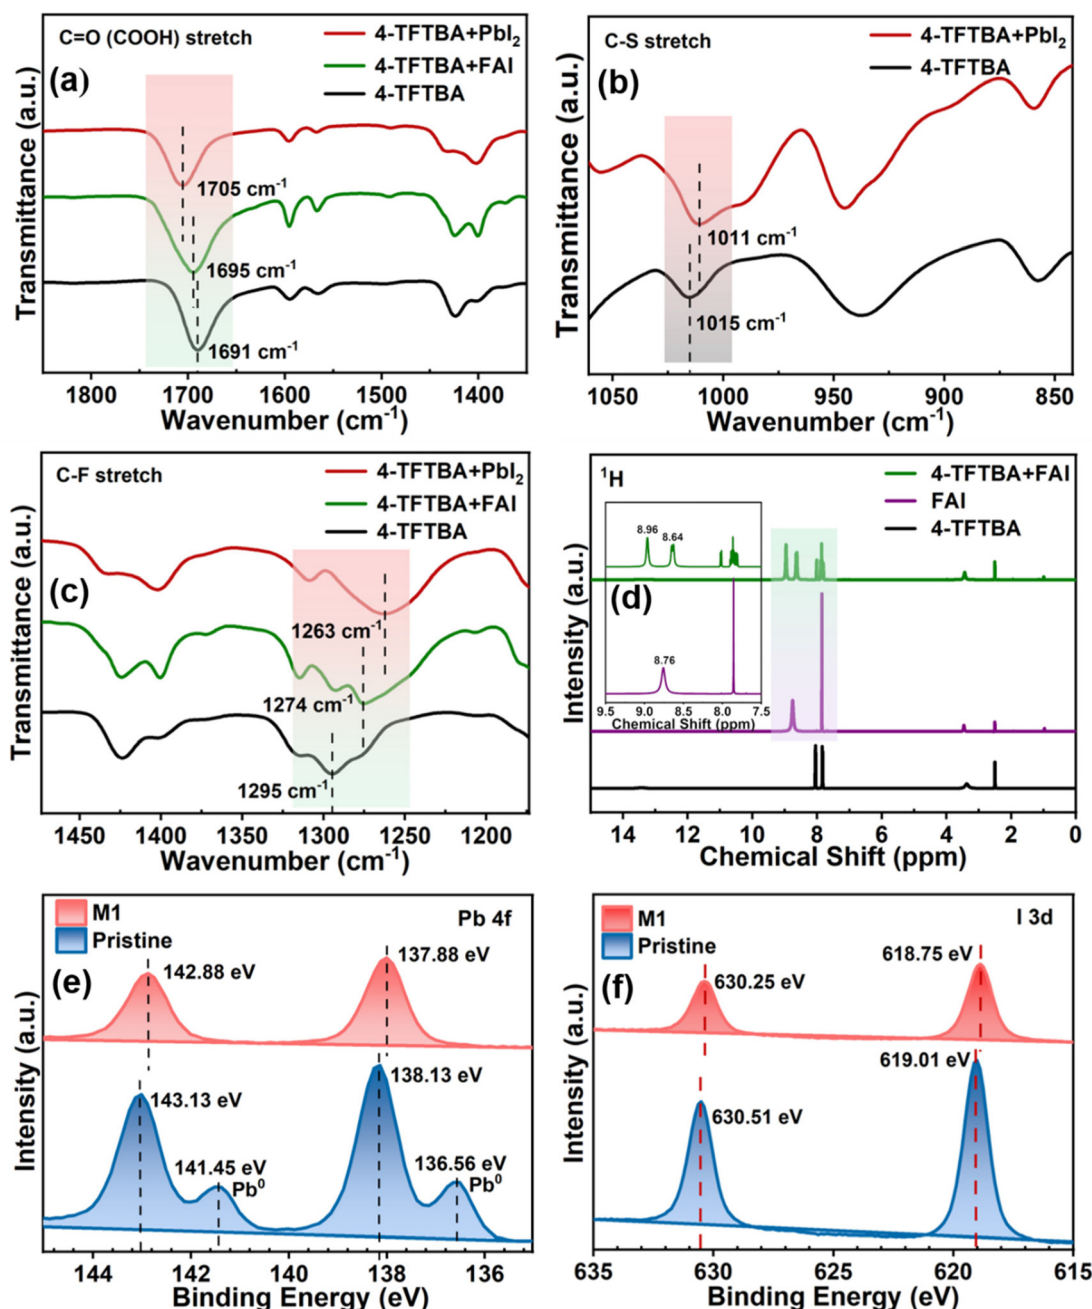 C=O (COOH) stretch
4-TFTBA+PbI₂
4-TFTBA+FAI
4-TFTBA
(a)
1705 cm⁻¹
1695 cm⁻¹
1691 cm⁻¹
Transmittance (a.u.)
1800 1700 1600 1500 1400
Wavenumber (cm⁻¹)
C-S stretch
4-TFTBA+PbI₂
4-TFTBA
(b)
1011 cm⁻¹
1015 cm⁻¹
Transmittance (a.u.)
1050 1000 950 900 850
Wavenumber (cm⁻¹)
C-F stretch
4-TFTBA+PbI₂
4-TFTBA+FAI
4-TFTBA
(c)
1263 cm⁻¹
1274 cm⁻¹
1295 cm⁻¹
Transmittance (a.u.)
1450 1400 1350 1300 1250 1200
Wavenumber (cm⁻¹)
¹H
4-TFTBA+FAI
FAI
4-TFTBA
8.96
8.64
(d)
8.76
9.5 9.0 8.5 8.0 7.5
Chemical Shift (ppm)
Intensity (a.u.)
14 12 10 8 6 4 2 0
Chemical Shift (ppm)
M1
Pristine
Pb 4f
(e)
142.88 eV
137.88 eV
143.13 eV
138.13 eV
141.45 eV
Pb⁰
136.56 eV
Pb⁰
Intensity (a.u.)
144 142 140 138 136
Binding Energy (eV)
M1
Pristine
I 3d
(f)
630.25 eV
618.75 eV
619.01 eV
630.51 eV
Intensity (a.u.)
635 630 625 620 615
Binding Energy (eV)